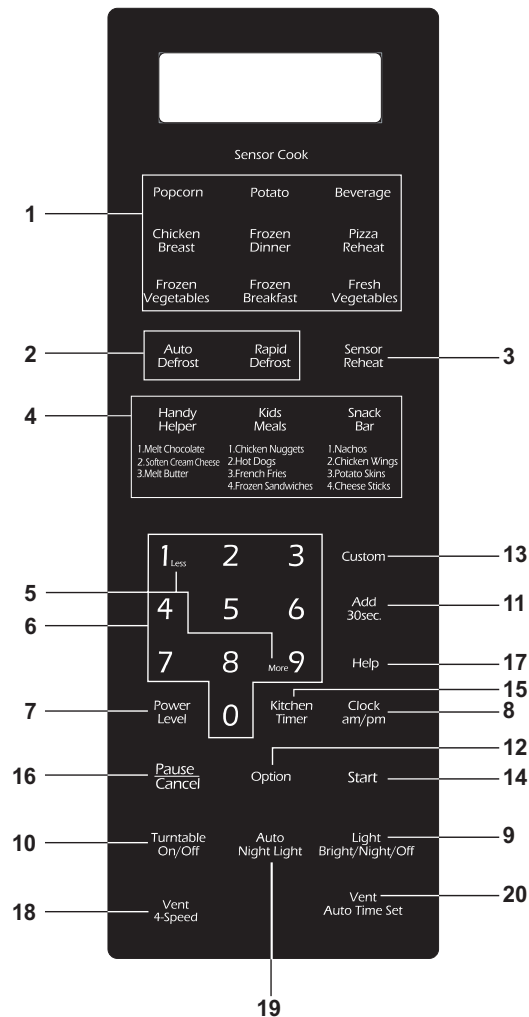 Sensor Cook
Popcorn Potato Beverage
1
Chicken Frozen Pizza
Breast Dinner Reheat
Frozen Frozen Fresh
Vegetables Breakfast Vegetables
2
Auto Rapid Sensor
Defrost Defrost Reheat
3
4
Handy Kids Snack
Helper Meals Bar
1.Melt Chocolate 1.Chicken Nuggets 1.Nachos
2.Soften Cream Cheese 2.Hot Dogs 2.Chicken Wings
3.Melt Butter 3.French Fries 3.Potato Skins
4.Frozen Sandwiches 4.Cheese Sticks
1 Less 2 3 Custom 13
5
6
4 5 6 Add 11
30sec.
7 8 More 9 Help 17
15
7 Power 0 Kitchen Clock 8
Level Timer am/pm
12
16 Pause Option Start 14
Cancel
10 Turntable Auto Light 9
On/Off Night Light Bright/Night/Off
18 Vent Vent 20
4-Speed Auto Time Set
19